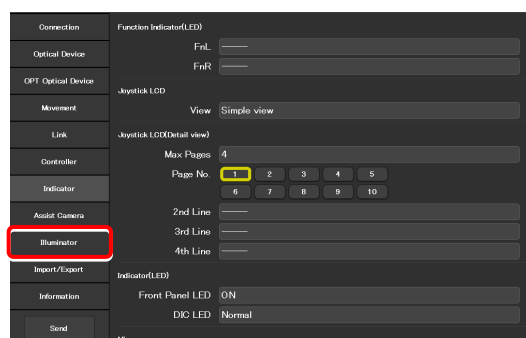 Connection
Optical Device
OPT Optical Device
Movement
Link
Controller
Indicator
Assist Camera
Illuminator
Import/Export
Information
Send
Function Indicator(LED)
FnL
FnR
Joystick LCD
View Simple view
Joystick LCD(Detail view)
Max Pages 4
Page No. 1 2 3 4 5
6 7 8 9 10
2nd Line
3rd Line
4th Line
Indicator(LED)
Front Panel LED ON
DIC LED Normal